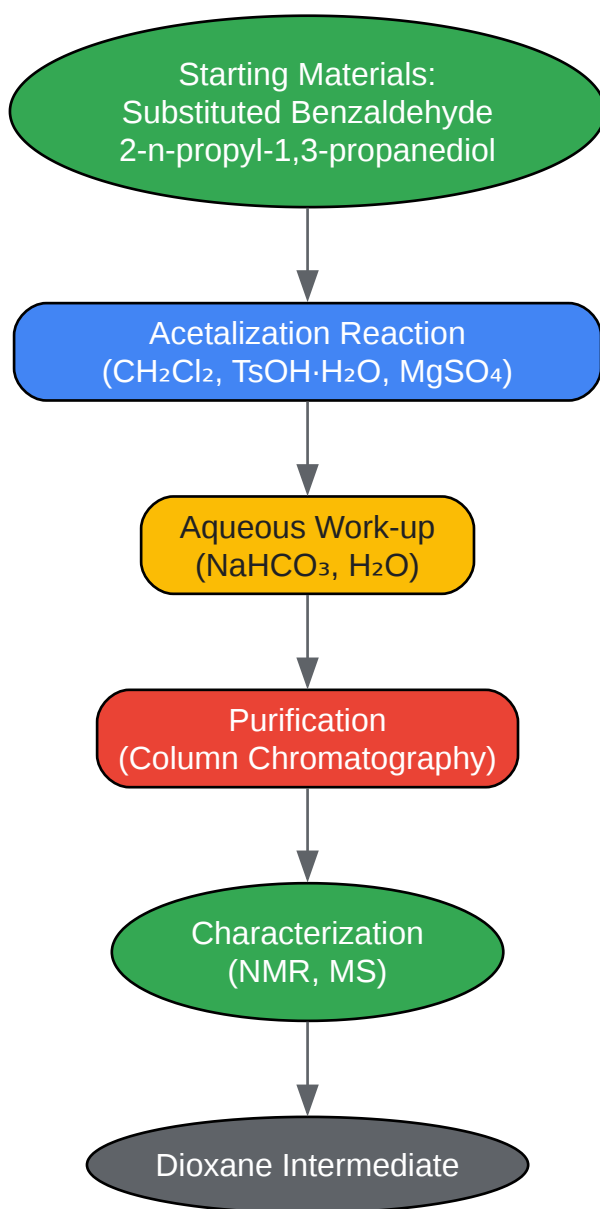 Starting Materials:
Substituted Benzaldehyde
2-n-propyl-1,3-propanediol
Acetalization Reaction
(CH₂Cl₂, TsOH·H₂O, MgSO₄)
Aqueous Work-up
(NaHCO₃, H₂O)
Purification
(Column Chromatography)
Characterization
(NMR, MS)
Dioxane Intermediate